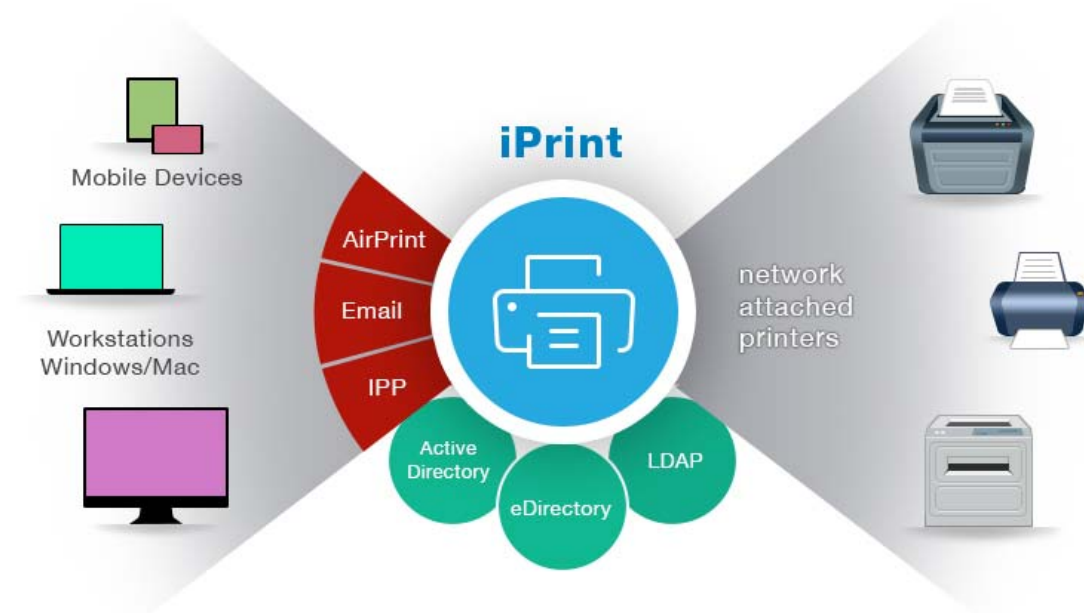 iPrint
Mobile Devices
Workstations
Windows/Mac
AirPrint
Email
IPP
Active
Directory
eDirectory
LDAP
network
attached
printers